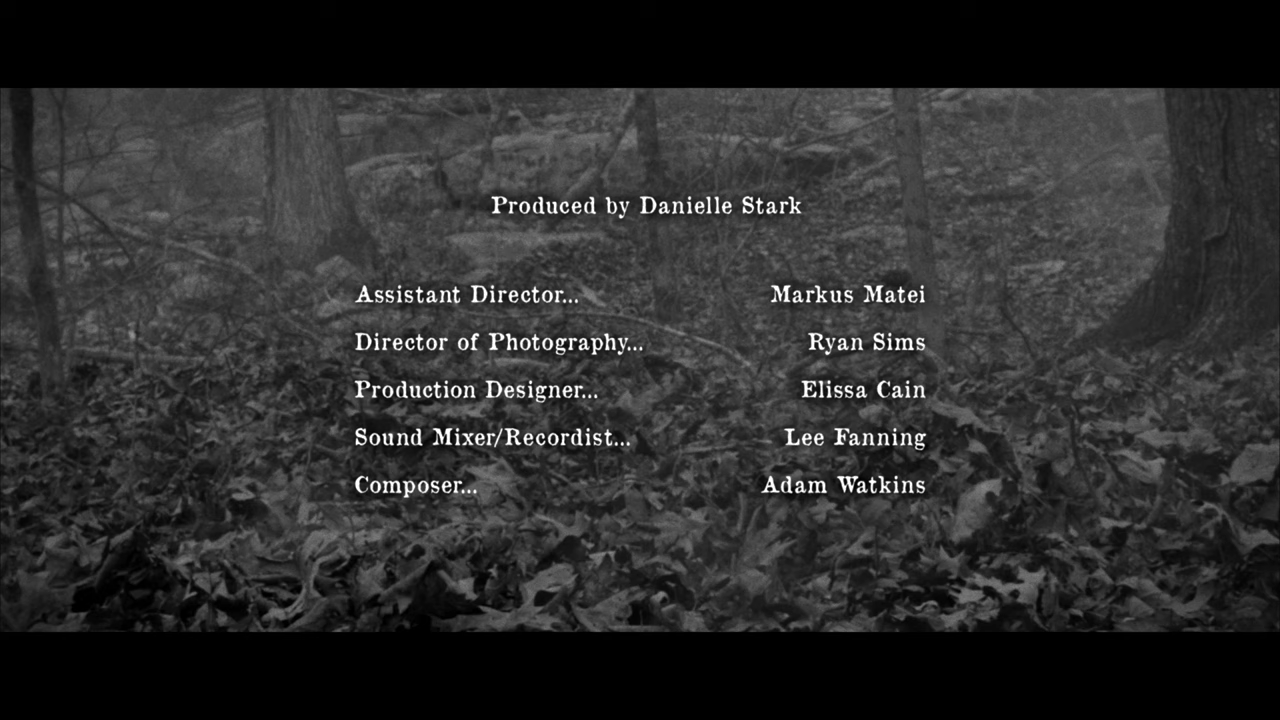 Produced by Danielle Stark
Assistant Director... Markus Matei
Director of Photography... Ryan Sims
Production Designer... Elissa Cain
Sound Mixer/Recordist... Lee Fanning
Composer... Adam Watkins